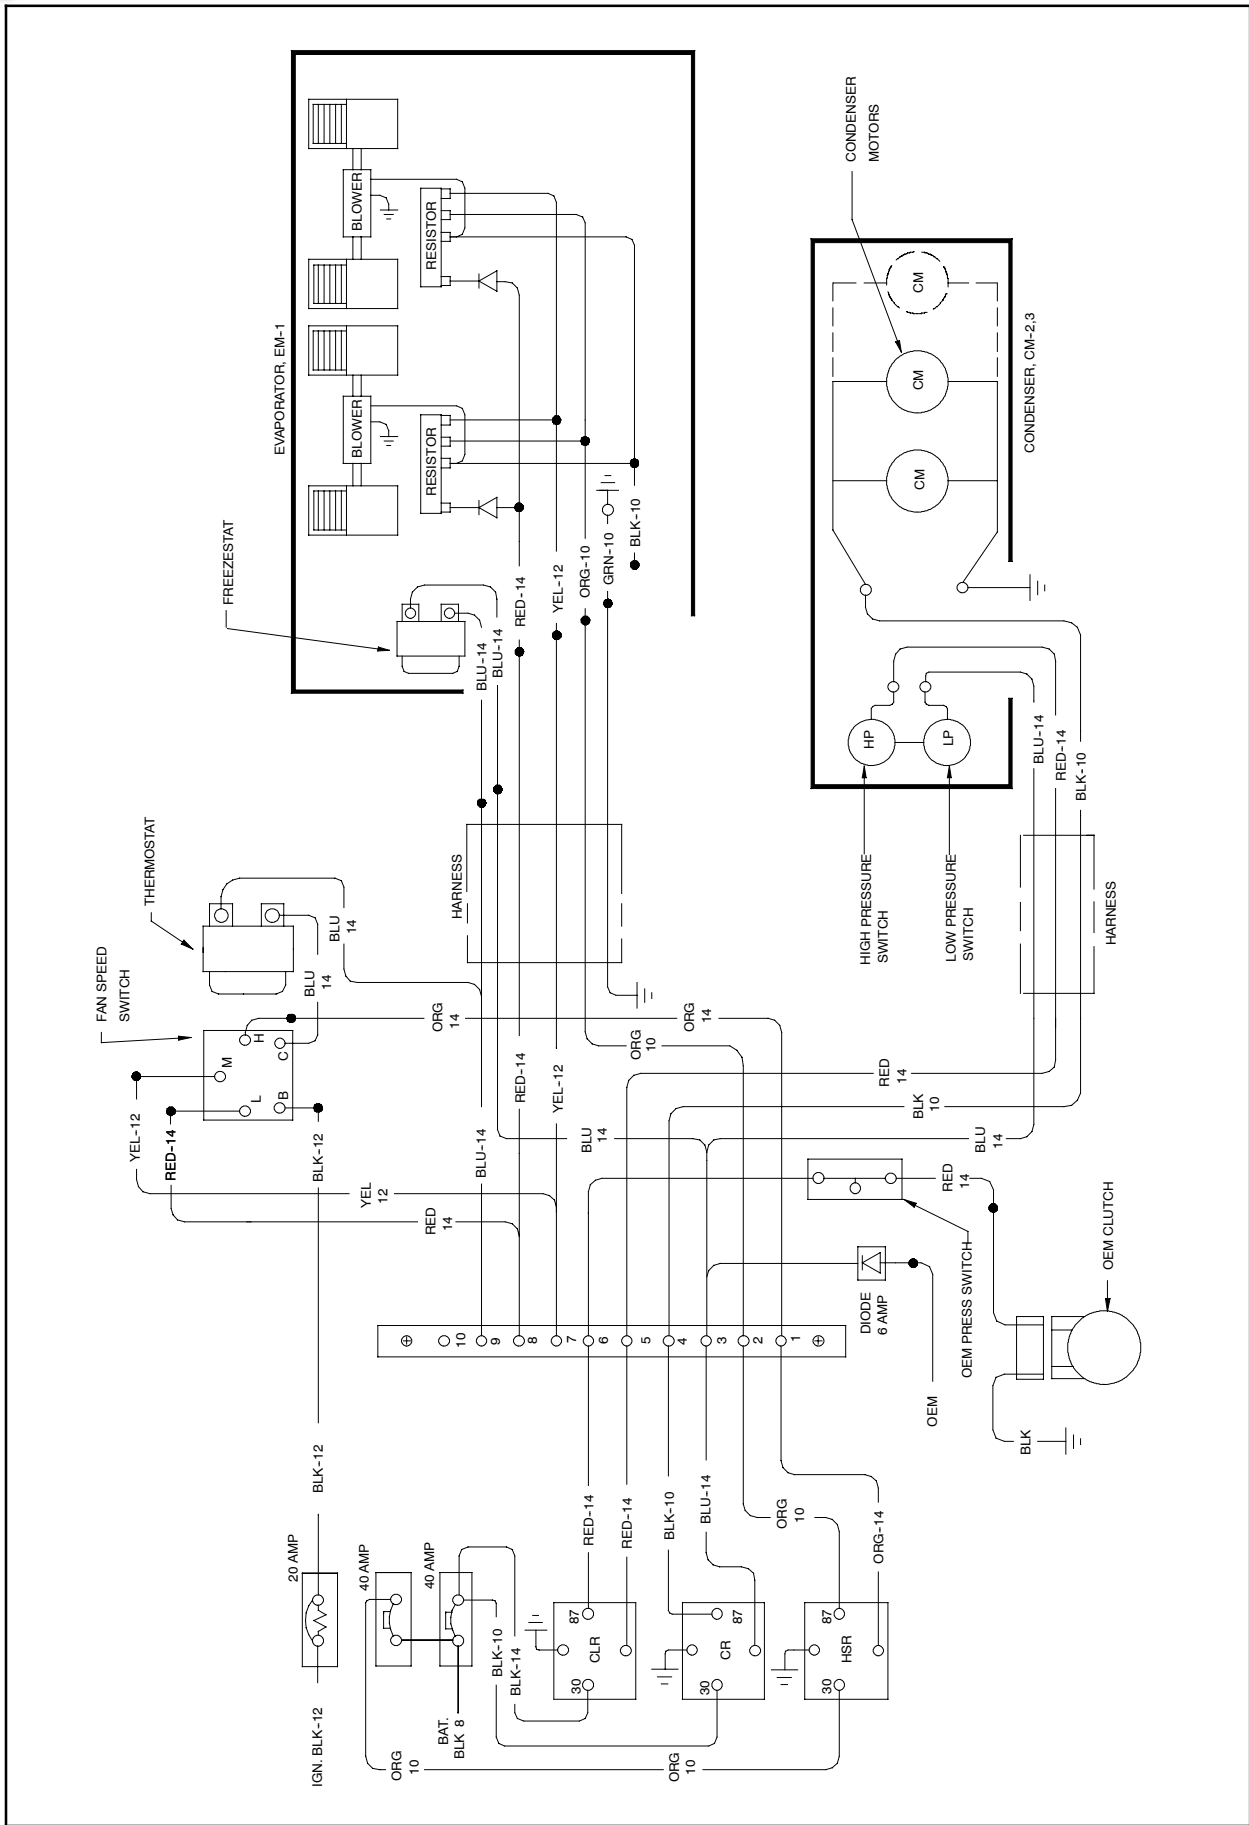 EVAPORATOR, EM-1
BLOWER
BLOWER
RESISTOR
RESISTOR
FREEZESTAT
BLU-14
BLU-14
RED-14
YEL-12
ORG-10
GRN-10
BLK-10
CONDENSER
MOTORS
CM
CM
CM
CONDENSER, CM-2,3
HP
LP
HIGH PRESSURE
SWITCH
LOW PRESSURE
SWITCH
BLU-14
RED-14
BLK-10
HARNESS
HARNESS
THERMOSTAT
BLU
14
BLU
14
FAN SPEED
SWITCH
M
H
C
L
B
YEL-12
RED-14
BLK-12
YEL
12
RED
14
ORG
14
ORG
14
ORG
10
BLU-14
RED-14
YEL-12
BLU
14
RED
14
BLK
10
BLU
14
RED
14
OEM PRESS SWITCH
DIODE
6 AMP
OEM
OEM CLUTCH
BLK
10
9
8
7
6
5
4
3
2
1
BLK-12
20 AMP
40 AMP
40 AMP
IGN. BLK-12
BAT.
BLK 8
BLK-10
BLK-14
ORG
10
ORG
10
RED-14
RED-14
BLK-10
BLU-14
ORG
10
ORG-14
87
CLR
30
87
CR
30
87
HSR
30